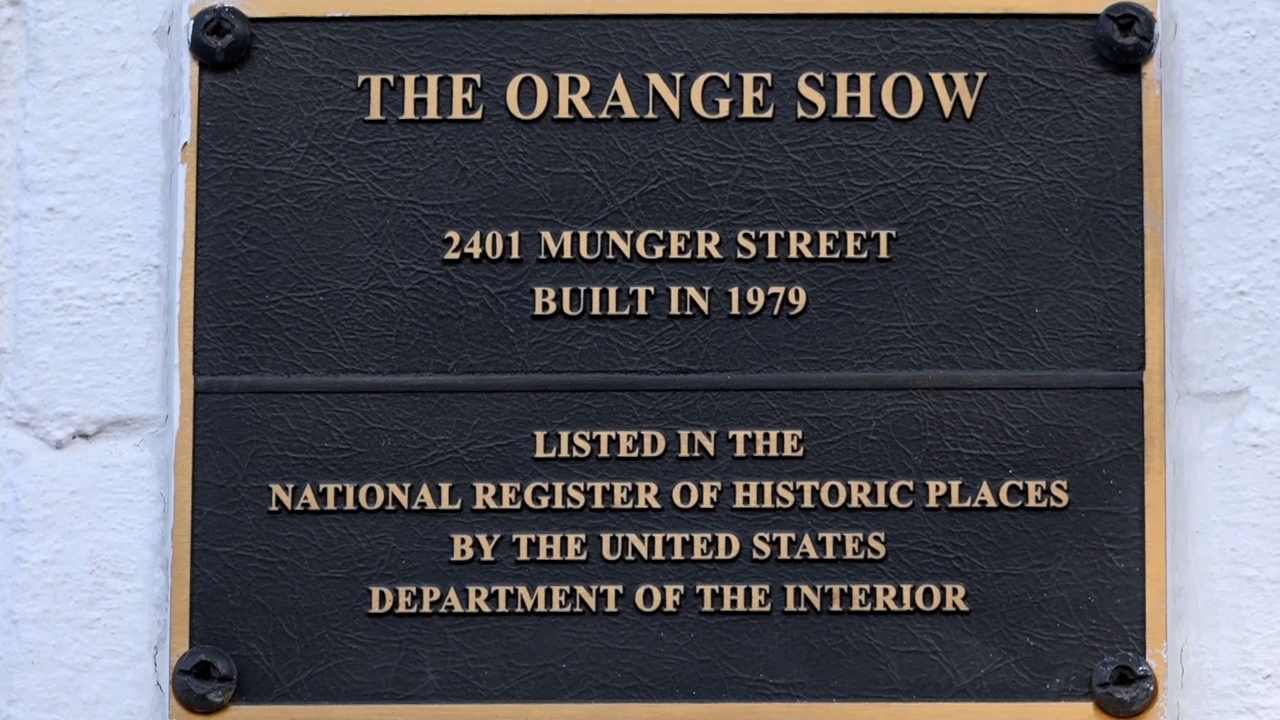 THE ORANGE SHOW
2401 MUNGER STREET
BUILT IN 1979
LISTED IN THE
NATIONAL REGISTER OF HISTORIC PLACES
BY THE UNITED STATES
DEPARTMENT OF THE INTERIOR